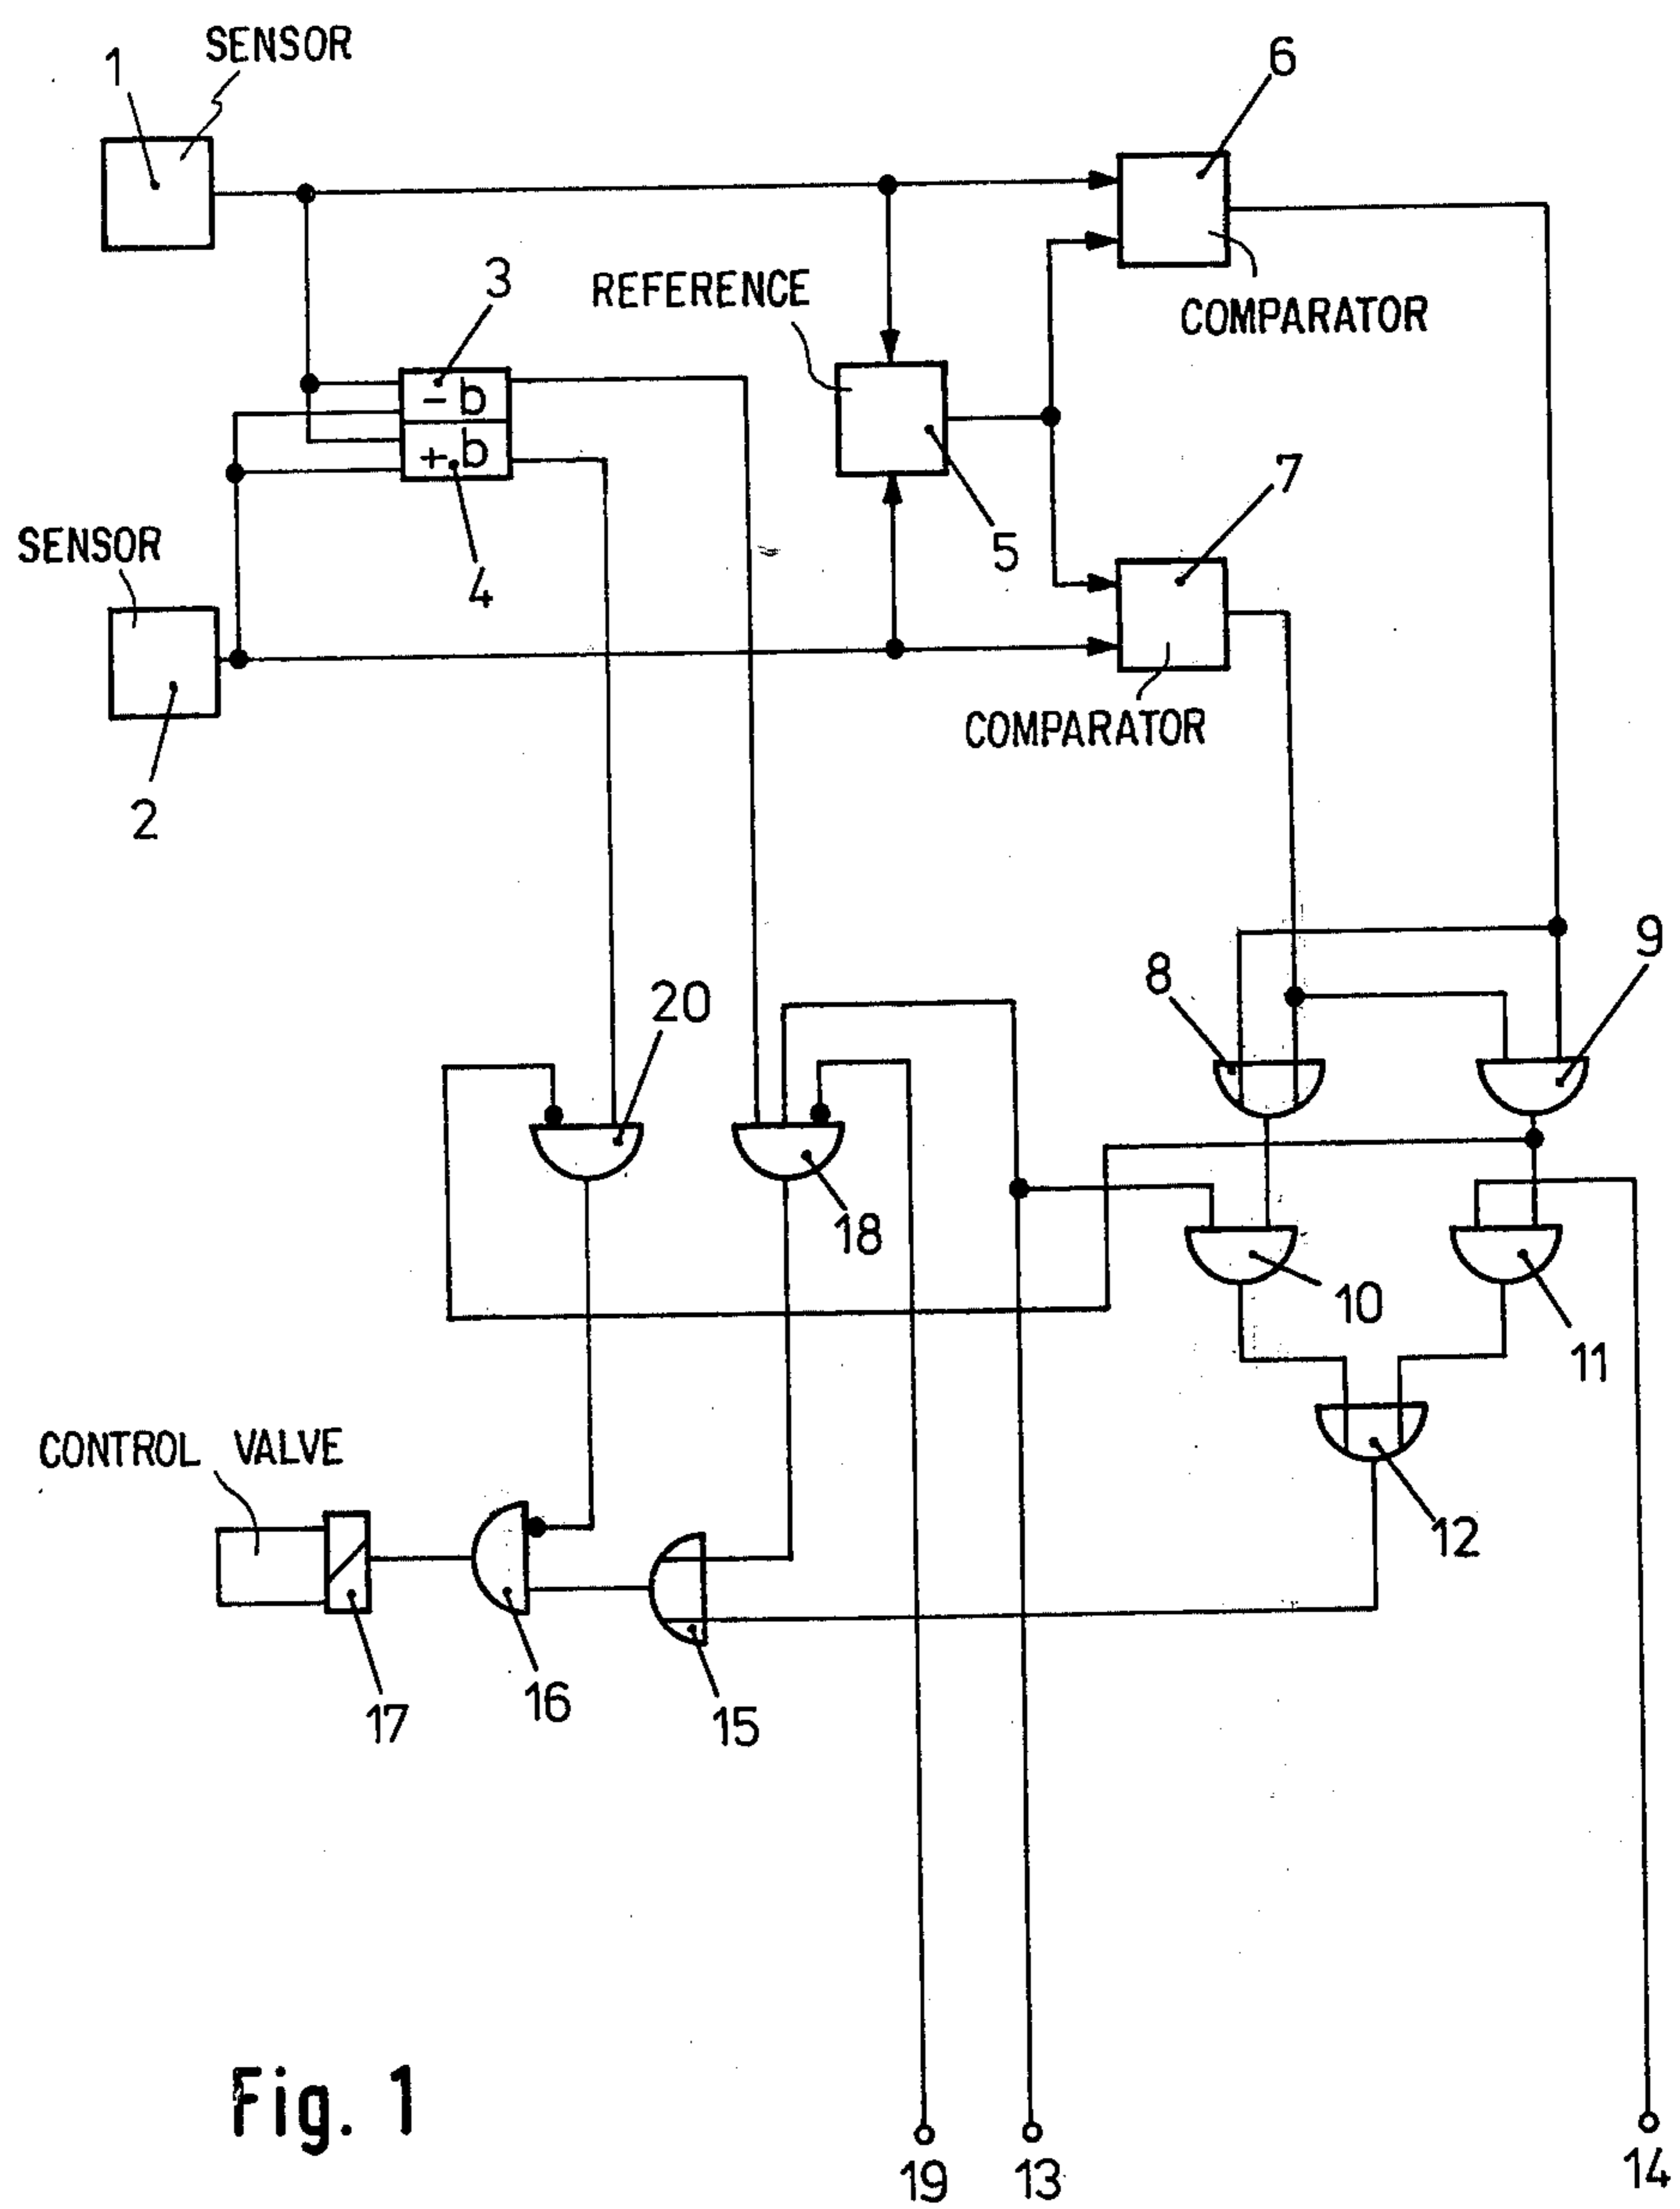 SENSOR
1
6
3
REFERENCE
COMPARATOR
- b
+ b
7
SENSOR
5
4
COMPARATOR
2
9
8
20
18
10
11
CONTROL VALVE
12
16
17
15
Fig. 1
19
13
14